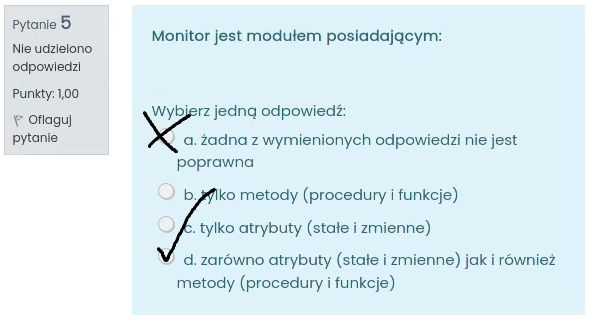 Pytanie 5
Nie udzielono
odpowiedzi
Punkty: 1,00
Oflaguj
pytanie
Monitor jest modułem posiadającym:
Wybierz jedną odpowiedź:
a. żadna z wymienionych odpowiedzi nie jest
poprawna
b. tylko metody (procedury i funkcje)
c. tylko atrybuty (stałe i zmienne)
d. zarówno atrybuty (stałe i zmienne) jak i również
metody (procedury i funkcje)